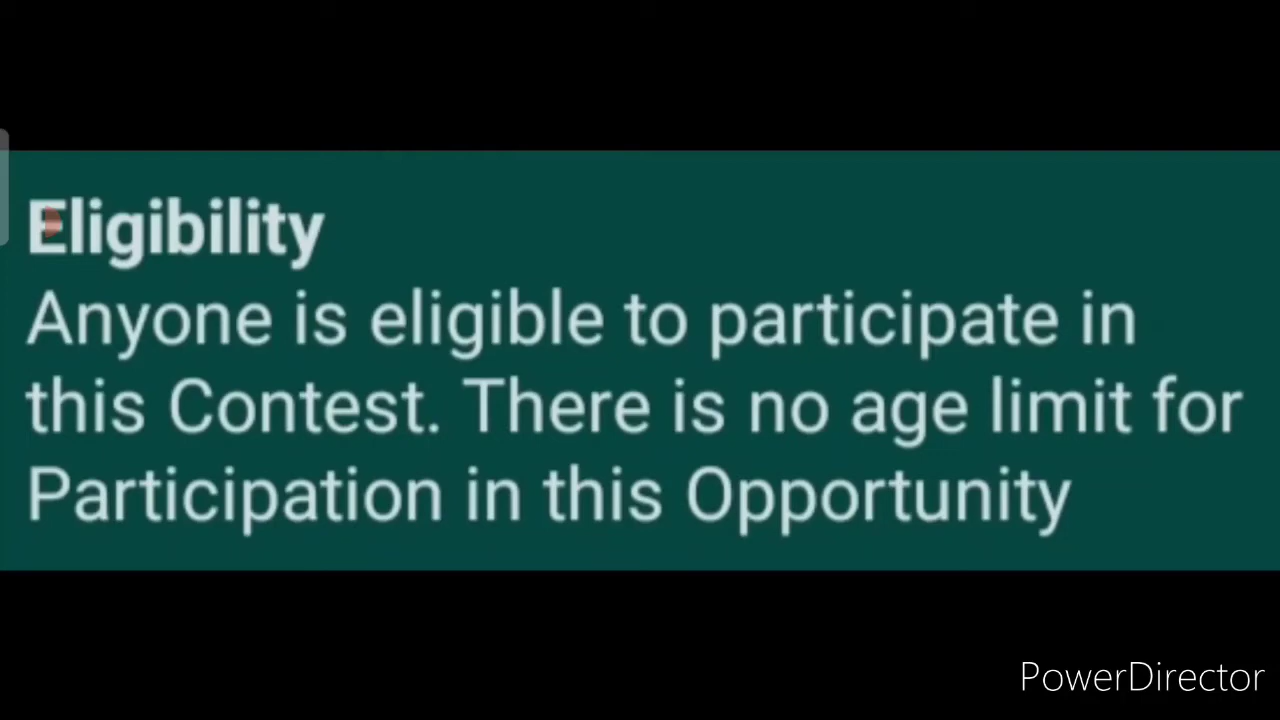 Eligibility
Anyone is eligible to participate in
this Contest. There is no age limit for
Participation in this Opportunity
PowerDirector